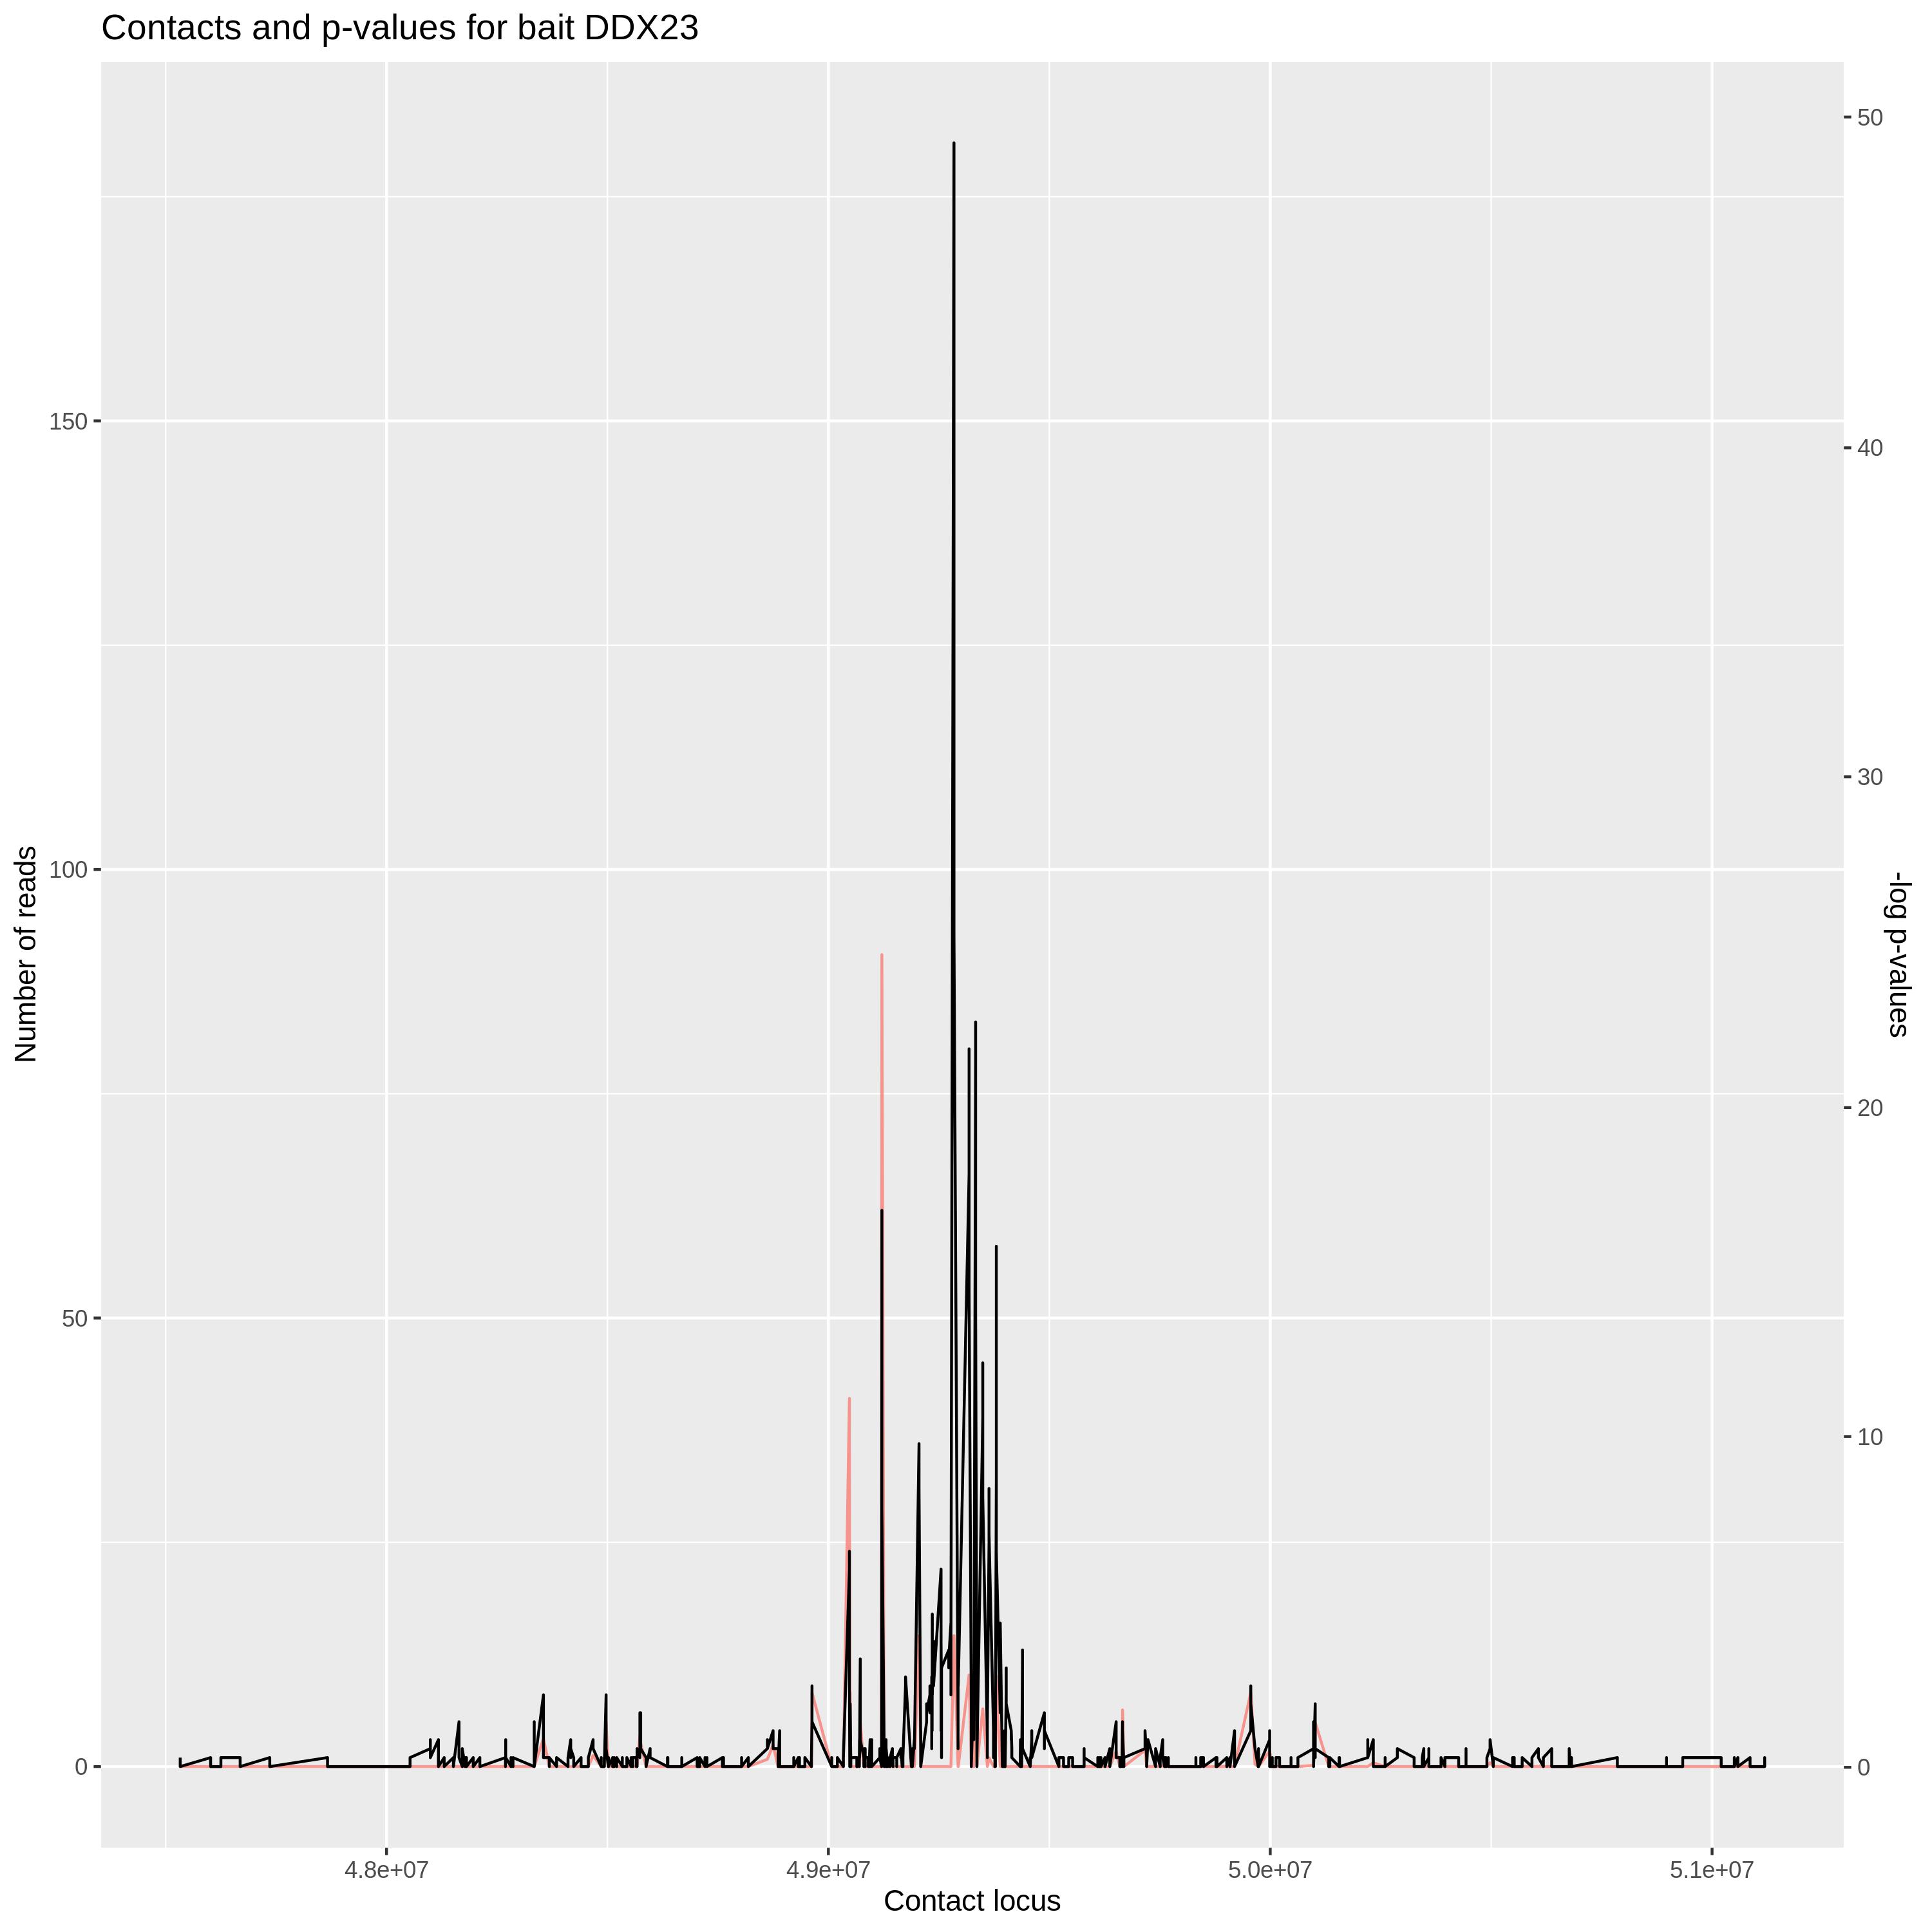 Contacts and p-values for bait DDX23
Number of reads
150
100
50
0
50
40
30
20
10
0
-log p-values
4.8e+07
4.9e+07
5.0e+07
5.1e+07
Contact locus